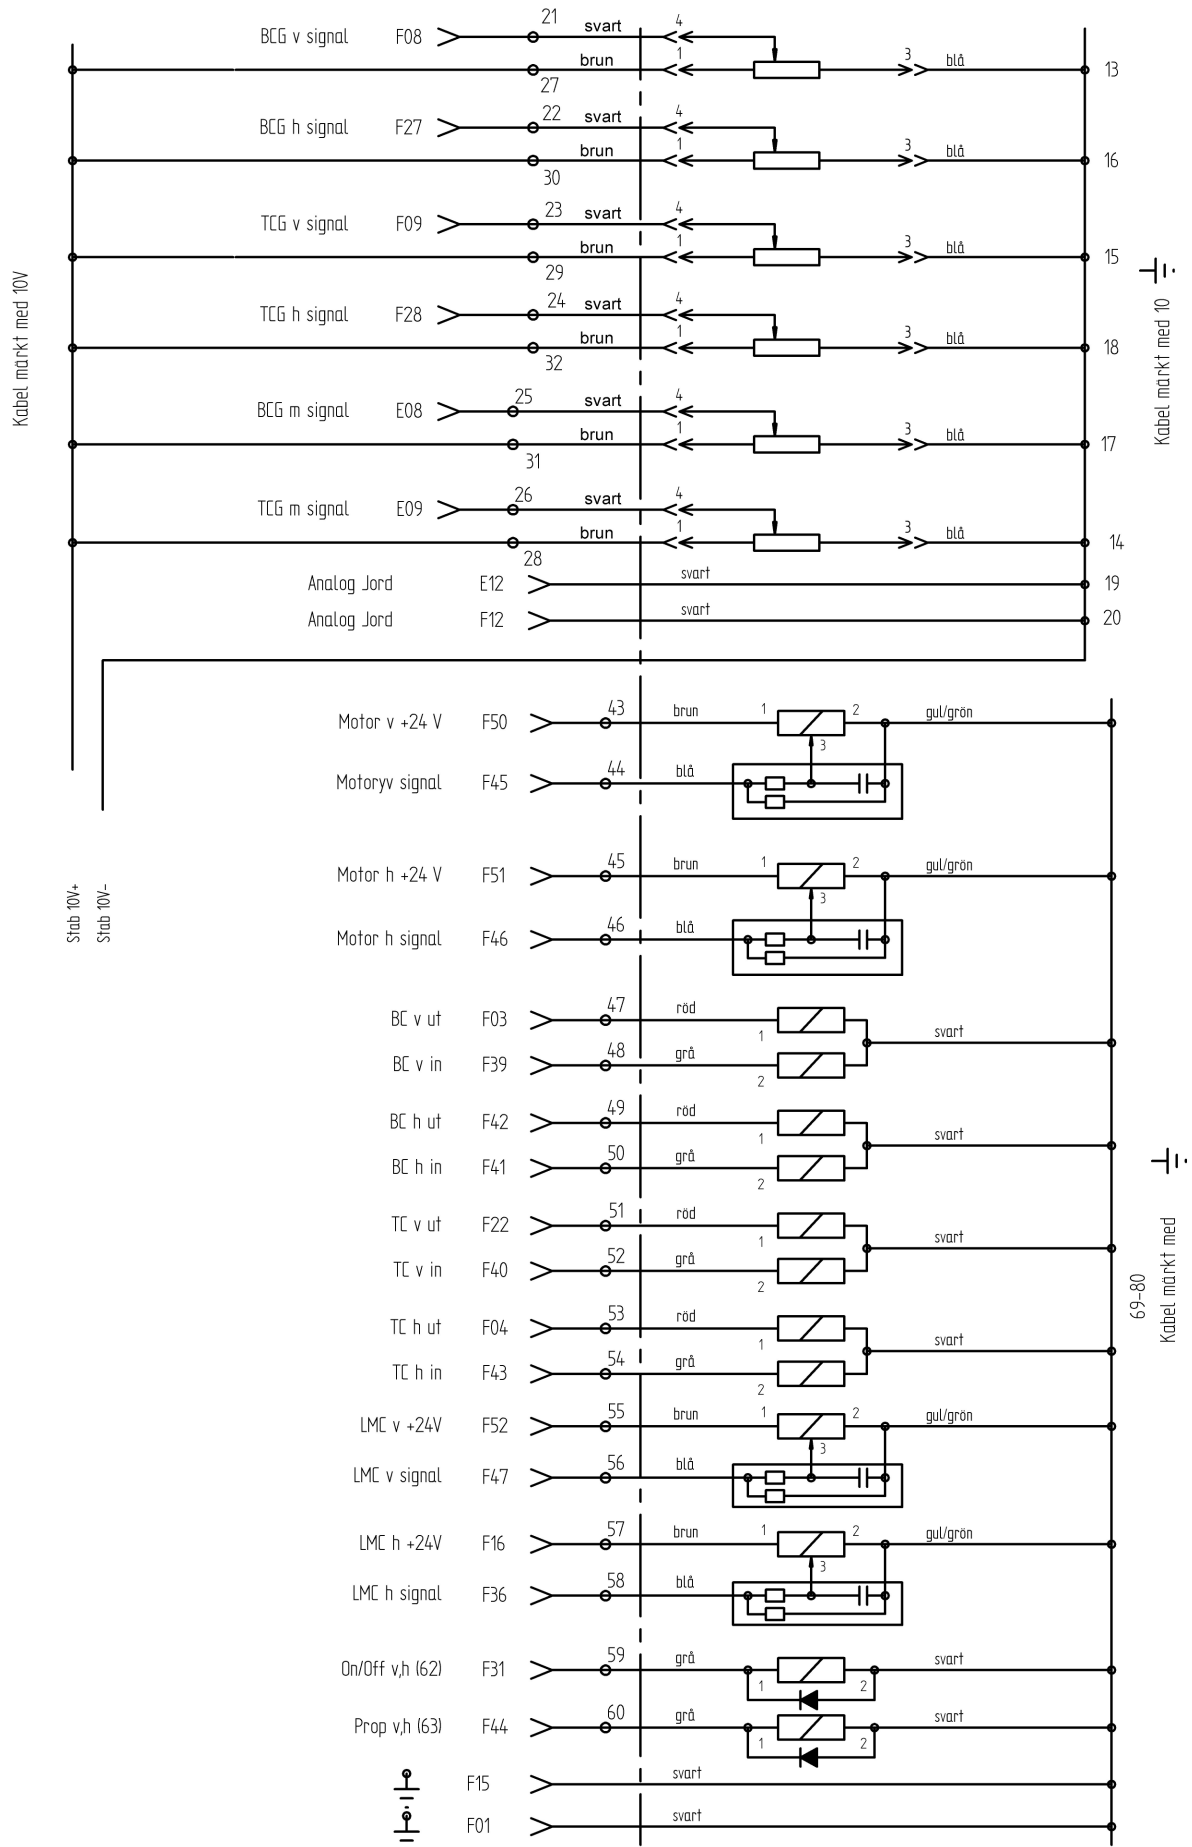 21
BCG v signal F08 svart 4
brun 1 3 blå 13
27
22
BCG h signal F27 svart 4
brun 1 3 blå 16
30
23
TCG v signal F09 svart 4
brun 1 3 blå 15
29
24
TCG h signal F28 svart 4
brun 1 3 blå 18
32
25
BCG m signal E08 svart 4
brun 1 3 blå 17
31
26
TCG m signal E09 svart 4
brun 1 3 blå 14
28
Analog Jord E12 svart 19
Analog Jord F12 svart 20
Kabel märkt med 10V
Kabel märkt med 10
Stab 10V+
Stab 10V-
Motor v +24 V F50 43 brun 1 2 gul/grön
3
Motoryv signal F45 44 blå
Motor h +24 V F51 45 brun 1 2 gul/grön
3
Motor h signal F46 46 blå
BC v ut F03 47 röd 1
svart
BC v in F39 48 grå 2
BC h ut F42 49 röd 1
svart
BC h in F41 50 grå 2
TC v ut F22 51 röd 1
svart
TC v in F40 52 grå 2
TC h ut F04 53 röd 1
svart
TC h in F43 54 grå 2
LMC v +24V F52 55 brun 1 2 gul/grön
3
LMC v signal F47 56 blå
LMC h +24V F16 57 brun 1 2 gul/grön
3
LMC h signal F36 58 blå
On/Off v,h (62) F31 59 grå 1 2 svart
Prop v,h (63) F44 60 grå 1 2 svart
F15 svart
F01 svart
69-80
Kabel märkt med